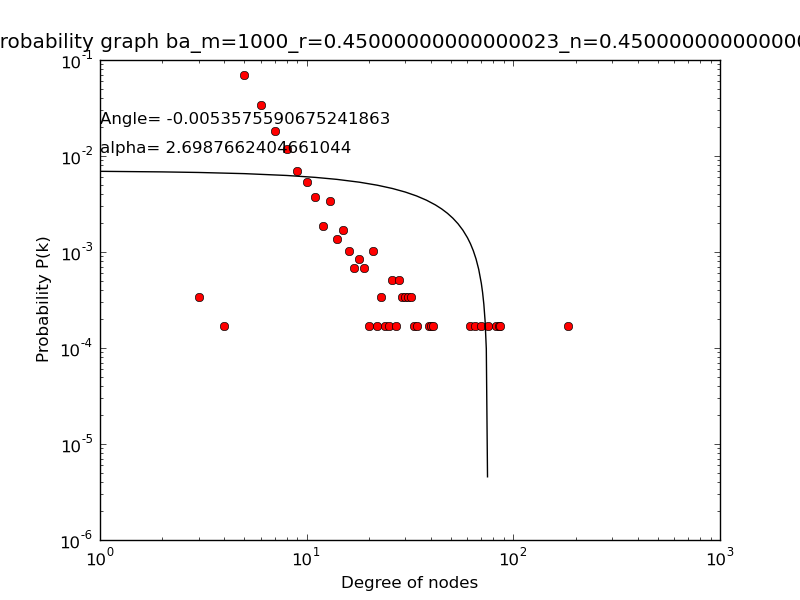 robability graph ba_m=1000_r=0.45000000000000023_n=0.4500000000000000
10^-1
Angle= -0.0053575590675241863
alpha= 2.6987662404661044
10^-2
10^-3
Probability P(k)
10^-4
10^-5
10^-6
10^0 10^1 10^2 10^3
Degree of nodes